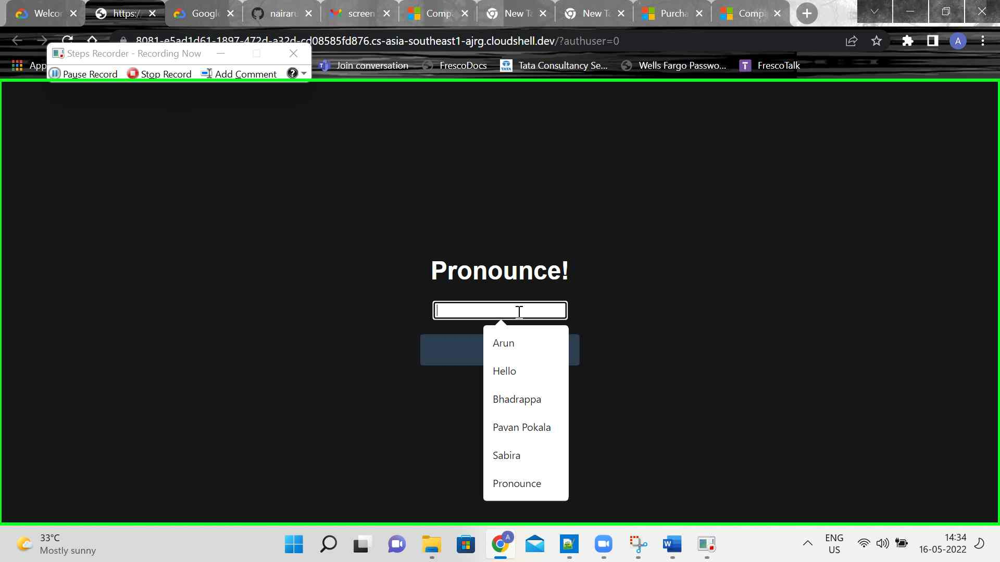 Welcor
https:/
Googl
nairaru
screen
Comp
New Ta
New Ta
Purcha
Comp
8081-e5ad1d61-1897-472d-a32d-cd08585fd876.cs-asia-southeast1-ajrg.cloudshell.dev/?authuser=0
A
Steps Recorder - Recording Now
App
Pause Record
Stop Record
Add Comment
Join conversation
FrescoDocs
TATA
Tata Consultancy Se...
Wells Fargo Passwo...
T
FrescoTalk
Pronounce!
Arun
Hello
Bhadrappa
Pavan Pokala
Sabira
Pronounce
33°C
Mostly sunny
A
W
ENG
US
14:34
16-05-2022